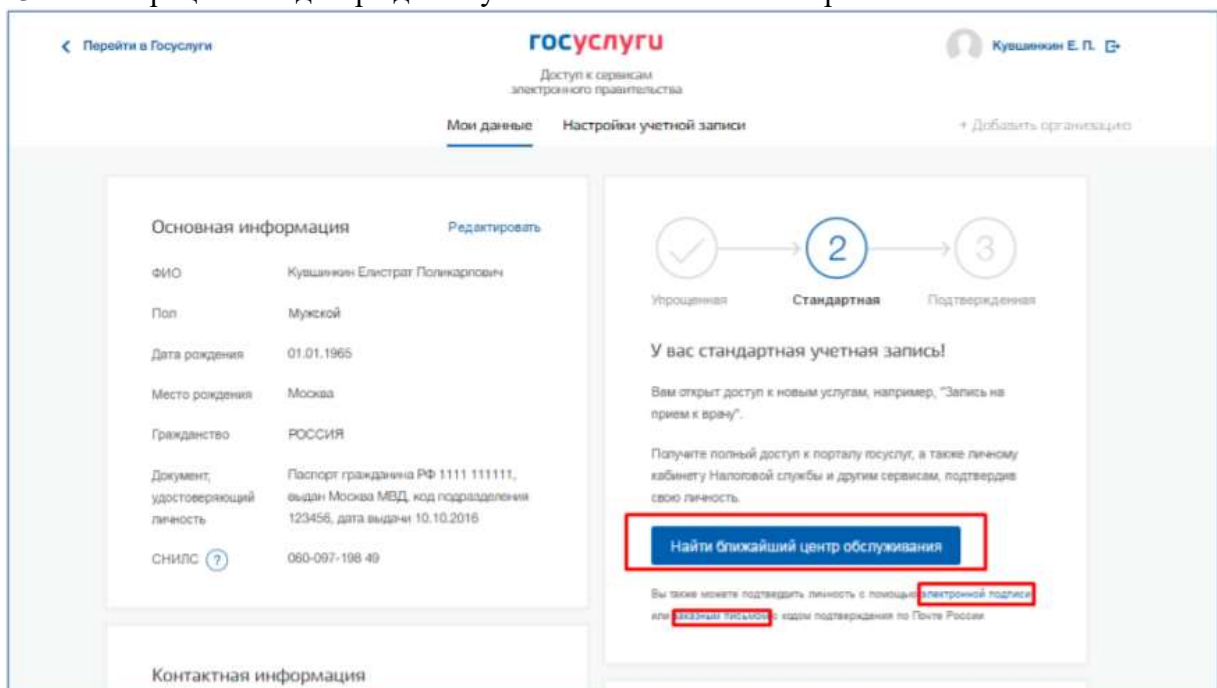 Перейти в Госуслуги
госуслуги
Кувшинкин Е. П.
Доступ к сервисам
электронного правительства
Мои данные
Настройки учетной записи
+ Добавить организацию
Основная информация
Редактировать
ФИО
Кувшинкин Елистрат Поликарпович
Пол
Мужской
Дата рождения
01.01.1965
Место рождения
Москва
Гражданство
РОССИЯ
Документ,
удостоверяющий
личность
Паспорт гражданина РФ 1111 111111,
выдан Москва МВД, код подразделения
123456, дата выдачи 10.10.2016
СНИЛС ?
060-097-198 49
Контактная информация
2
3
Упрощенная
Стандартная
Подтвержденная
У вас стандартная учетная запись!
Вам открыт доступ к новым услугам, например, "Запись на
прием к врачу".
Получите полный доступ к порталу госуслуг, а также личному
кабинету Налоговой службы и другим сервисам, подтвердив
свою личность.
Найти ближайший центр обслуживания
Вы также можете подтвердить личность с помощью электронной подписи
или заказным письмом с кодом подтверждения по Почте России